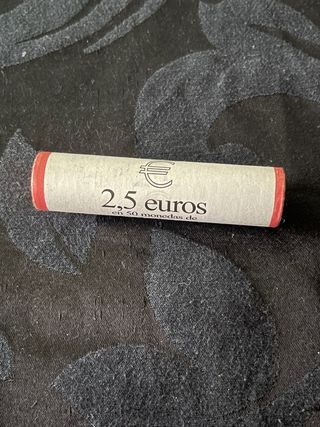 €
2,5 euros
en 50 monedas de